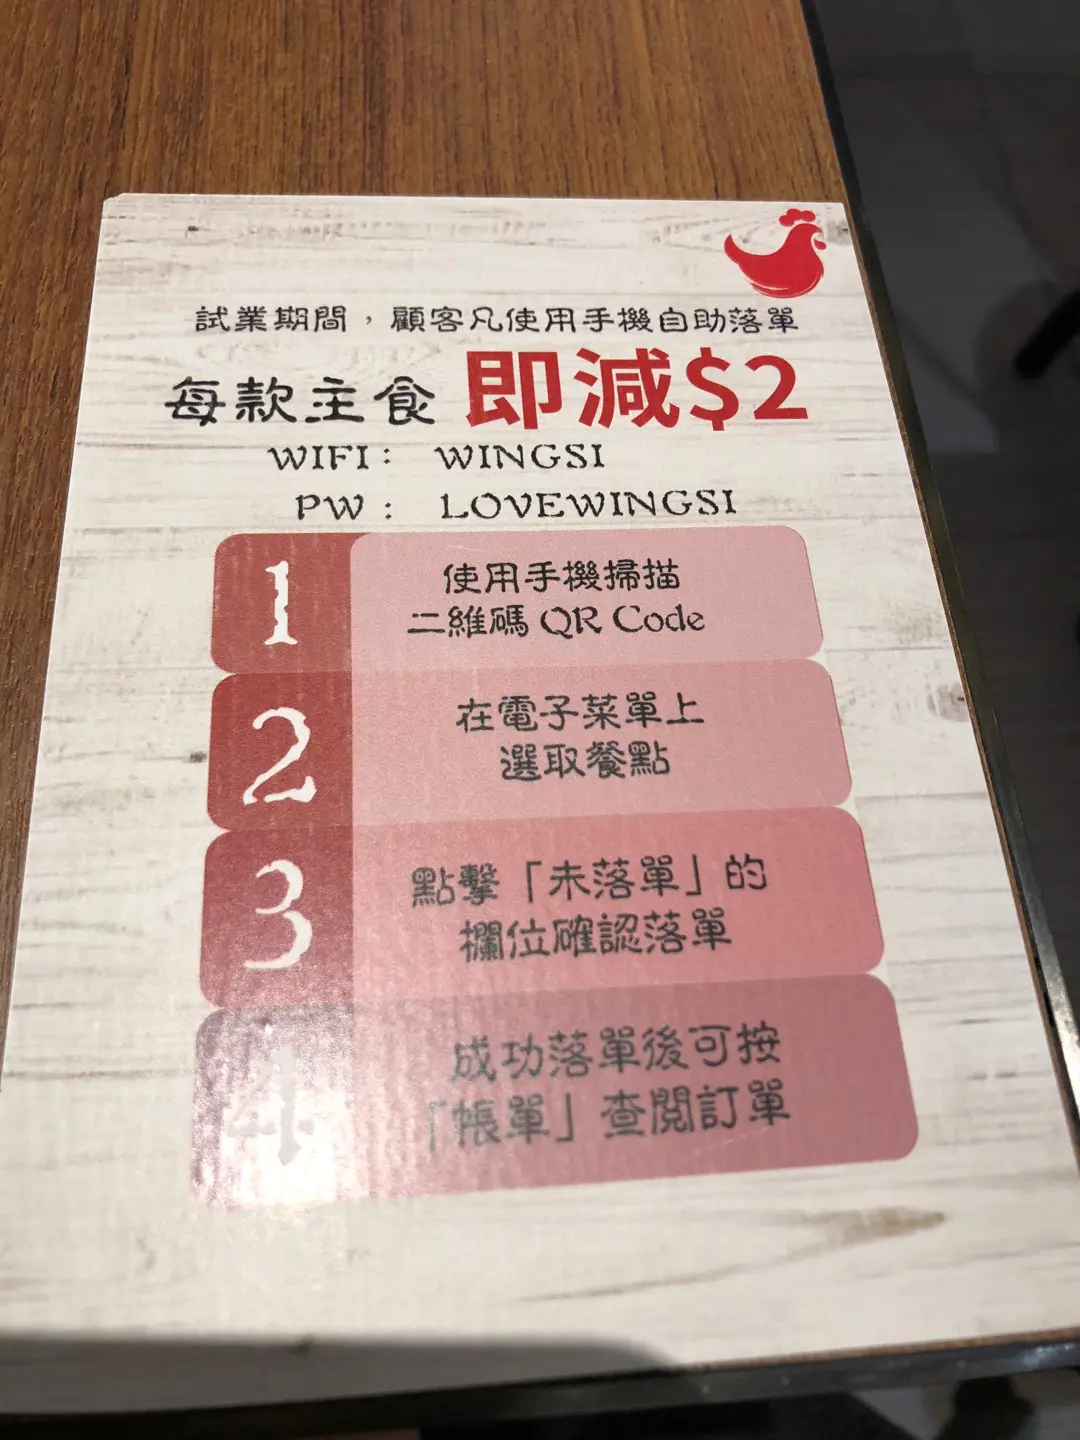 試業期間，顧客凡使用手機自助落單
每款主食 即減$2
WIFI： WINGSI
PW： LOVEWINGSI
1 使用手機掃描
二維碼 QR Code
2 在電子菜單上
選取餐點
3 點擊「未落單」的
欄位確認落單
4 成功落單後可按
「帳單」查閱訂單